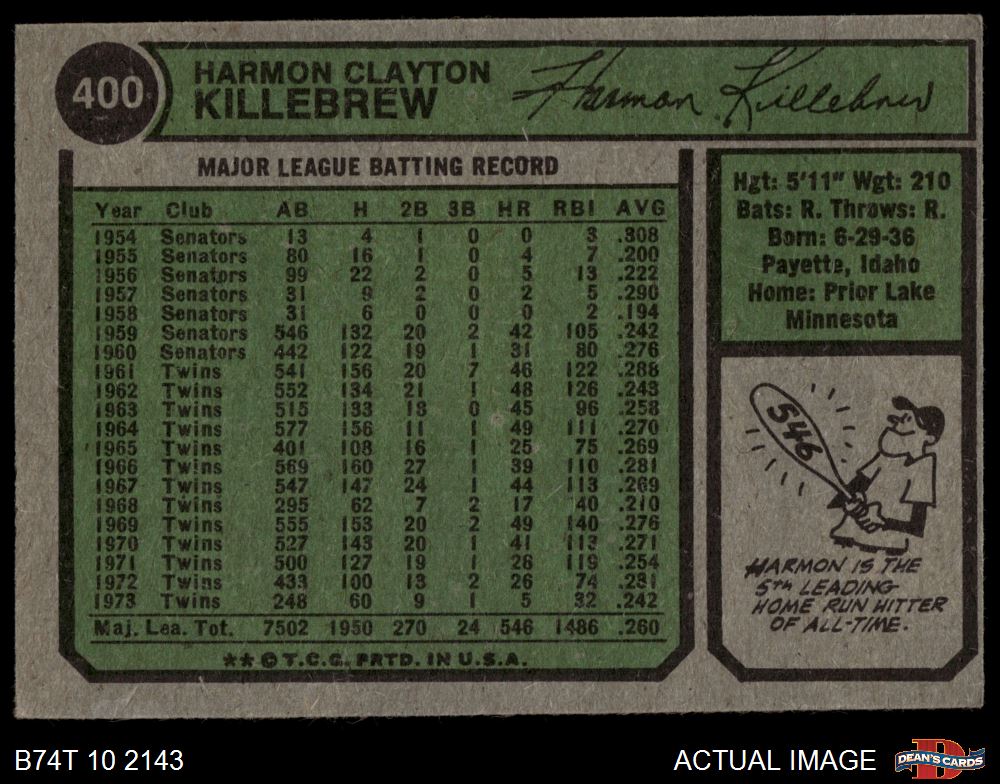 400
HARMON CLAYTON
KILLEBREW
Harmon Killebrew
MAJOR LEAGUE BATTING RECORD
Year Club AB H 2B 3B HR RBI AVG
1954 Senators 13 4 1 0 0 3 .308
1955 Senators 80 16 1 0 4 7 .200
1956 Senators 99 22 2 0 5 13 .222
1957 Senators 31 9 2 0 2 5 .290
1958 Senators 31 6 0 0 0 2 .194
1959 Senators 546 132 20 2 42 105 .242
1960 Senators 442 122 19 1 31 80 .276
1961 Twins 541 156 20 7 46 122 .288
1962 Twins 552 134 21 1 48 126 .243
1963 Twins 515 133 18 0 45 96 .258
1964 Twins 577 156 11 1 49 111 .270
1965 Twins 401 108 16 1 25 75 .269
1966 Twins 569 160 27 1 39 110 .281
1967 Twins 547 147 24 1 44 113 .269
1968 Twins 295 62 7 2 17 40 .210
1969 Twins 555 153 20 2 49 140 .276
1970 Twins 527 143 20 1 41 113 .271
1971 Twins 500 127 19 1 28 119 .254
1972 Twins 433 100 13 2 26 74 .231
1973 Twins 248 60 9 1 5 32 .242
Maj. Lea. Tot. 7502 1950 270 24 546 1486 .260
** © T.C.G. PRTD. IN U.S.A.
Hgt: 5'11" Wgt: 210
Bats: R. Throws: R.
Born: 6-29-36
Payette, Idaho
Home: Prior Lake
Minnesota
546
HARMON IS THE
5TH LEADING
HOME RUN HITTER
OF ALL-TIME.
B74T 10 2143
ACTUAL IMAGE
DEAN'S CARDS